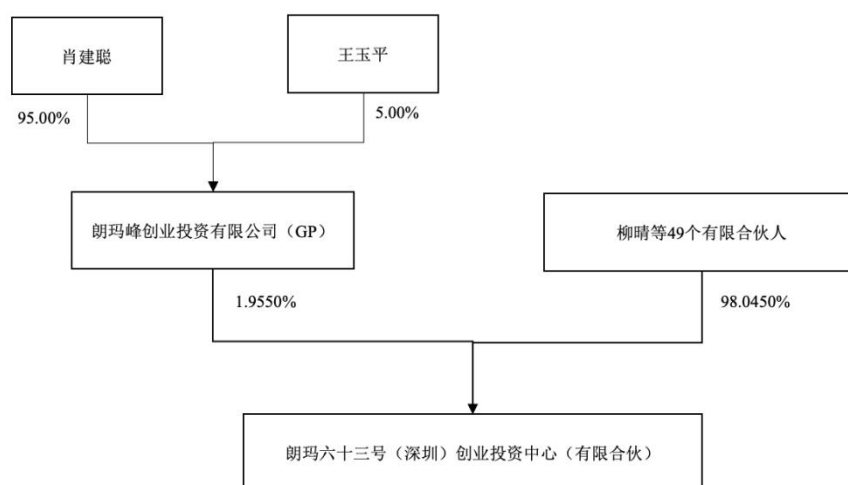 肖建聪
王玉平
95.00%
5.00%
朗玛峰创业投资有限公司（GP）
柳晴等49个有限合伙人
1.9550%
98.0450%
朗玛六十三号（深圳）创业投资中心（有限合伙）